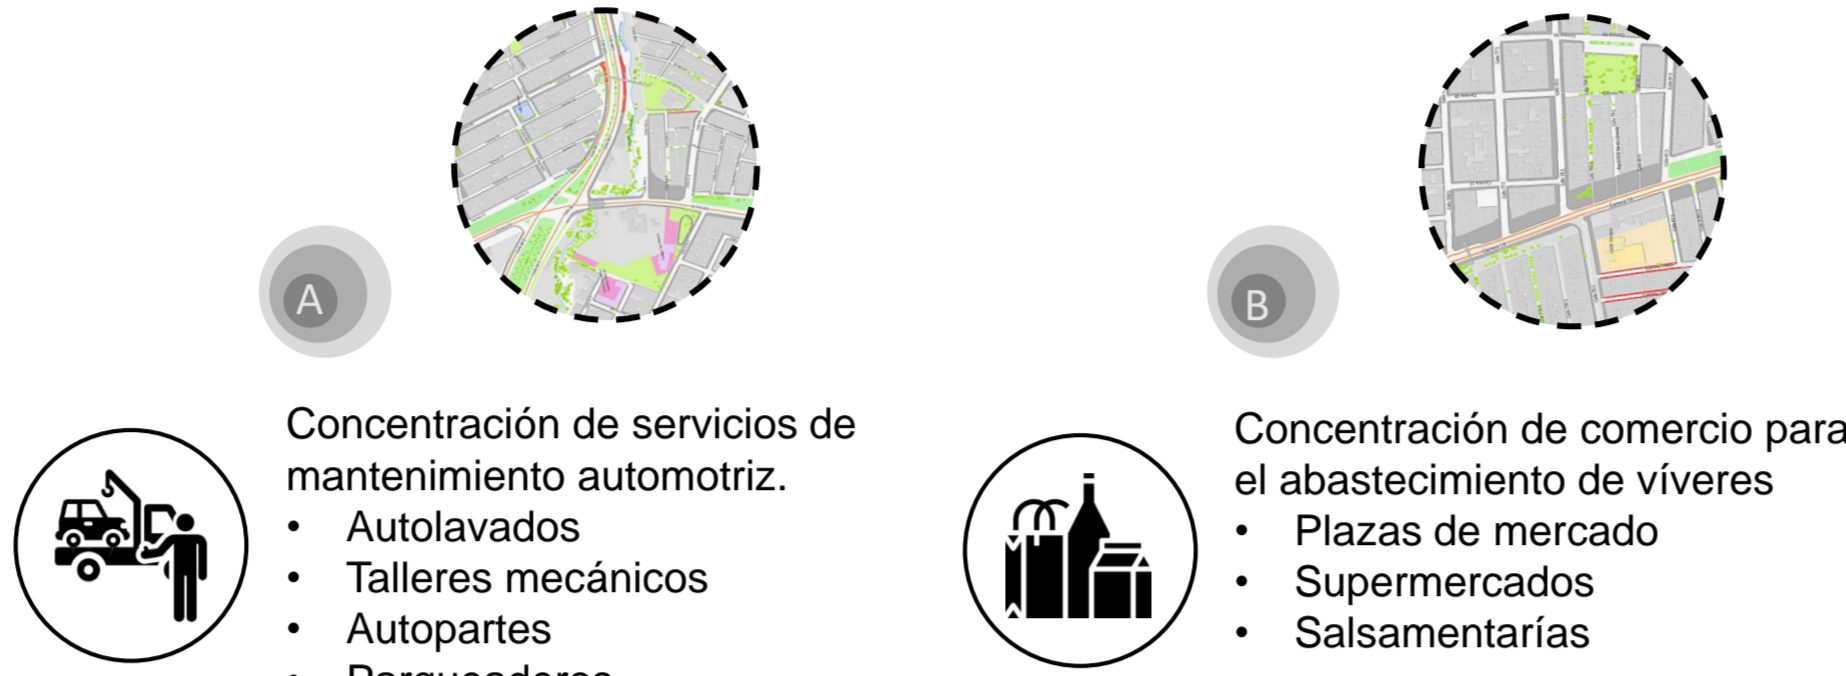 A
Concentración de servicios de
mantenimiento automotriz.
• Autolavados
• Talleres mecánicos
• Autopartes
• Parqueaderos
B
Concentración de comercio para
el abastecimiento de víveres
• Plazas de mercado
• Supermercados
• Salsamentarías